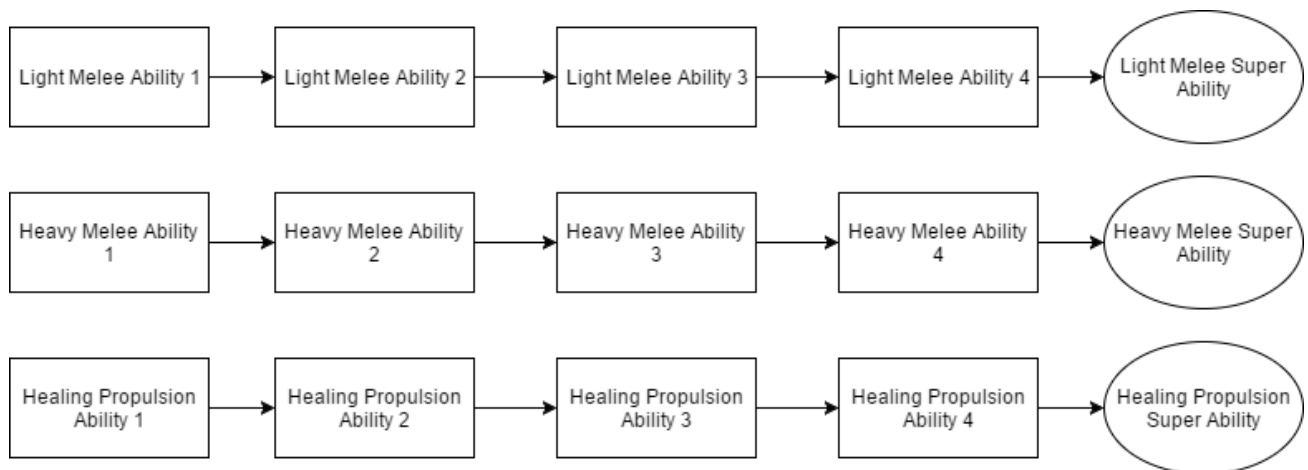 Light Melee Ability 1
Light Melee Ability 2
Light Melee Ability 3
Light Melee Ability 4
Light Melee Super
Ability
Heavy Melee Ability
1
Heavy Melee Ability
2
Heavy Melee Ability
3
Heavy Melee Ability
4
Heavy Melee Super
Ability
Healing Propulsion
Ability 1
Healing Propulsion
Ability 2
Healing Propulsion
Ability 3
Healing Propulsion
Ability 4
Healing Propulsion
Super Ability